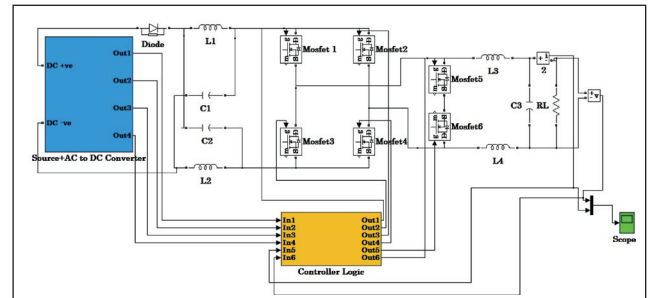 Diode
L1
Mosfet 1
Mosfet2
DC +ve
Out1
Out2
Out3
Out4
DC -ve
Source+AC to DC Converter
C1
C2
L2
Mosfet3
Mosfet4
Mosfet5
Mosfet6
L3
2
C3
RL
L4
In1
In2
In3
In4
In5
In6
Out1
Out2
Out3
Out4
Out5
Out6
Controller Logic
Scope